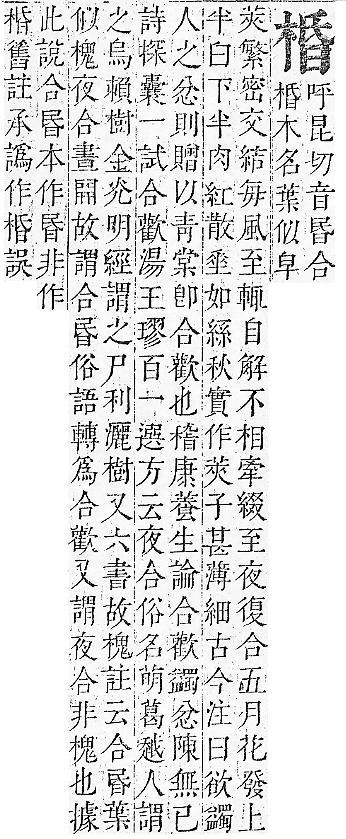 棔
呼昆切音昬合
棔木名葉似皁
莢繁密交結每風至輒自解不相牽綴至夜復合五月花發上
半白下半肉紅散垂如絲秋實作莢子甚薄細古今注曰欲蠲
人之忿則贈以靑棠卽合歡也稽康養生論合歡蠲忿陳無已
詩探囊一試合歡湯王璆百一選方云夜合俗名萌葛越人謂
之烏賴樹金光明經謂之尸利灑樹又六書故槐註云合昬葉
似槐夜合晝開故謂合昬俗語轉爲合歡又謂夜合非槐也據
此說合昬本作昬非作
棔舊註承譌作棔誤